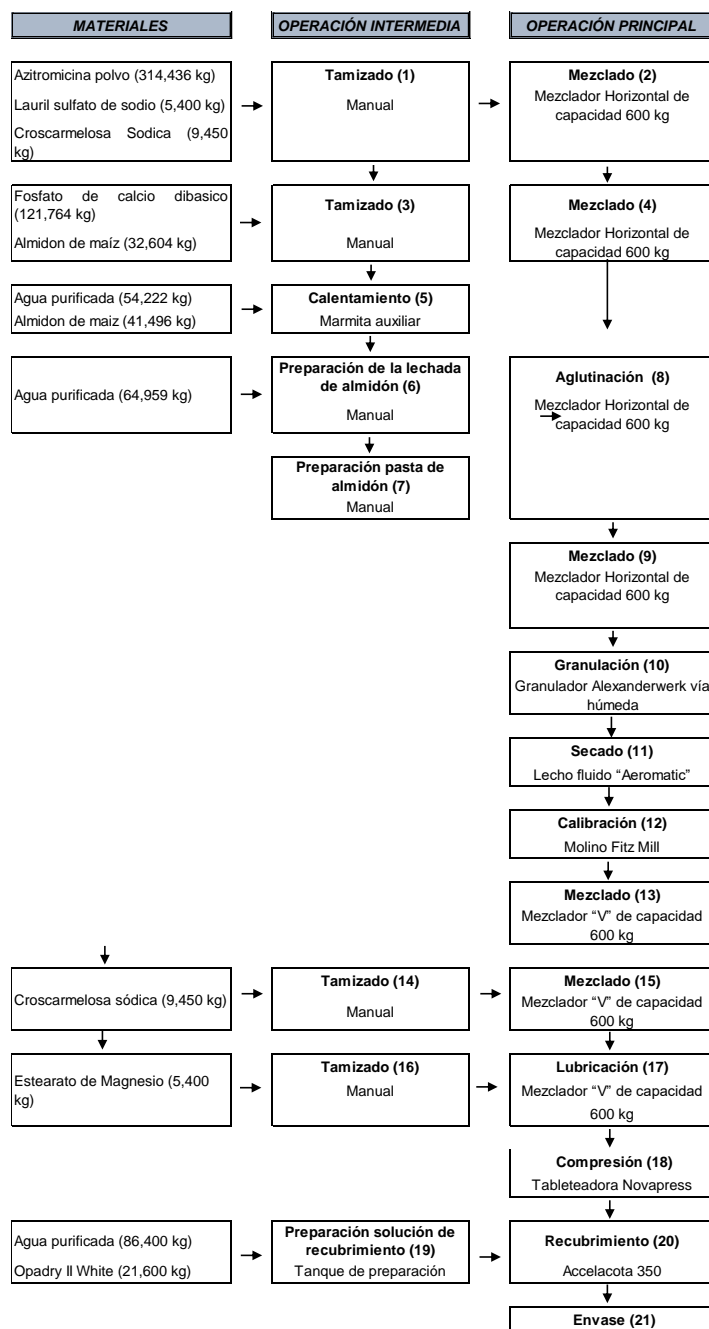 MATERIALES
OPERACIÓN INTERMEDIA
OPERACIÓN PRINCIPAL
Azitromicina polvo (314,436 kg)
Lauril sulfato de sodio (5,400 kg)
Croscarmelosa Sodica (9,450
kg)
Tamizado (1)
Manual
Mezclado (2)
Mezclador Horizontal de
capacidad 600 kg
Fosfato de calcio dibasico
(121,764 kg)
Almidon de maíz (32,604 kg)
Tamizado (3)
Manual
Mezclado (4)
Mezclador Horizontal de
capacidad 600 kg
Agua purificada (54,222 kg)
Almidon de maiz (41,496 kg)
Calentamiento (5)
Marmita auxiliar
Agua purificada (64,959 kg)
Preparación de la lechada
de almidón (6)
Manual
Aglutinación (8)
Mezclador Horizontal de
capacidad 600 kg
Preparación pasta de
almidón (7)
Manual
Mezclado (9)
Mezclador Horizontal de
capacidad 600 kg
Granulación (10)
Granulador Alexanderwerk vía
húmeda
Secado (11)
Lecho fluido “Aeromatic”
Calibración (12)
Molino Fitz Mill
Mezclado (13)
Mezclador “V” de capacidad
600 kg
Croscarmelosa sódica (9,450 kg)
Tamizado (14)
Manual
Mezclado (15)
Mezclador “V” de capacidad
600 kg
Estearato de Magnesio (5,400
kg)
Tamizado (16)
Manual
Lubricación (17)
Mezclador “V” de capacidad
600 kg
Compresión (18)
Tableteadora Novapress
Agua purificada (86,400 kg)
Opadry II White (21,600 kg)
Preparación solución de
recubrimiento (19)
Tanque de preparación
Recubrimiento (20)
Accelacota 350
Envase (21)